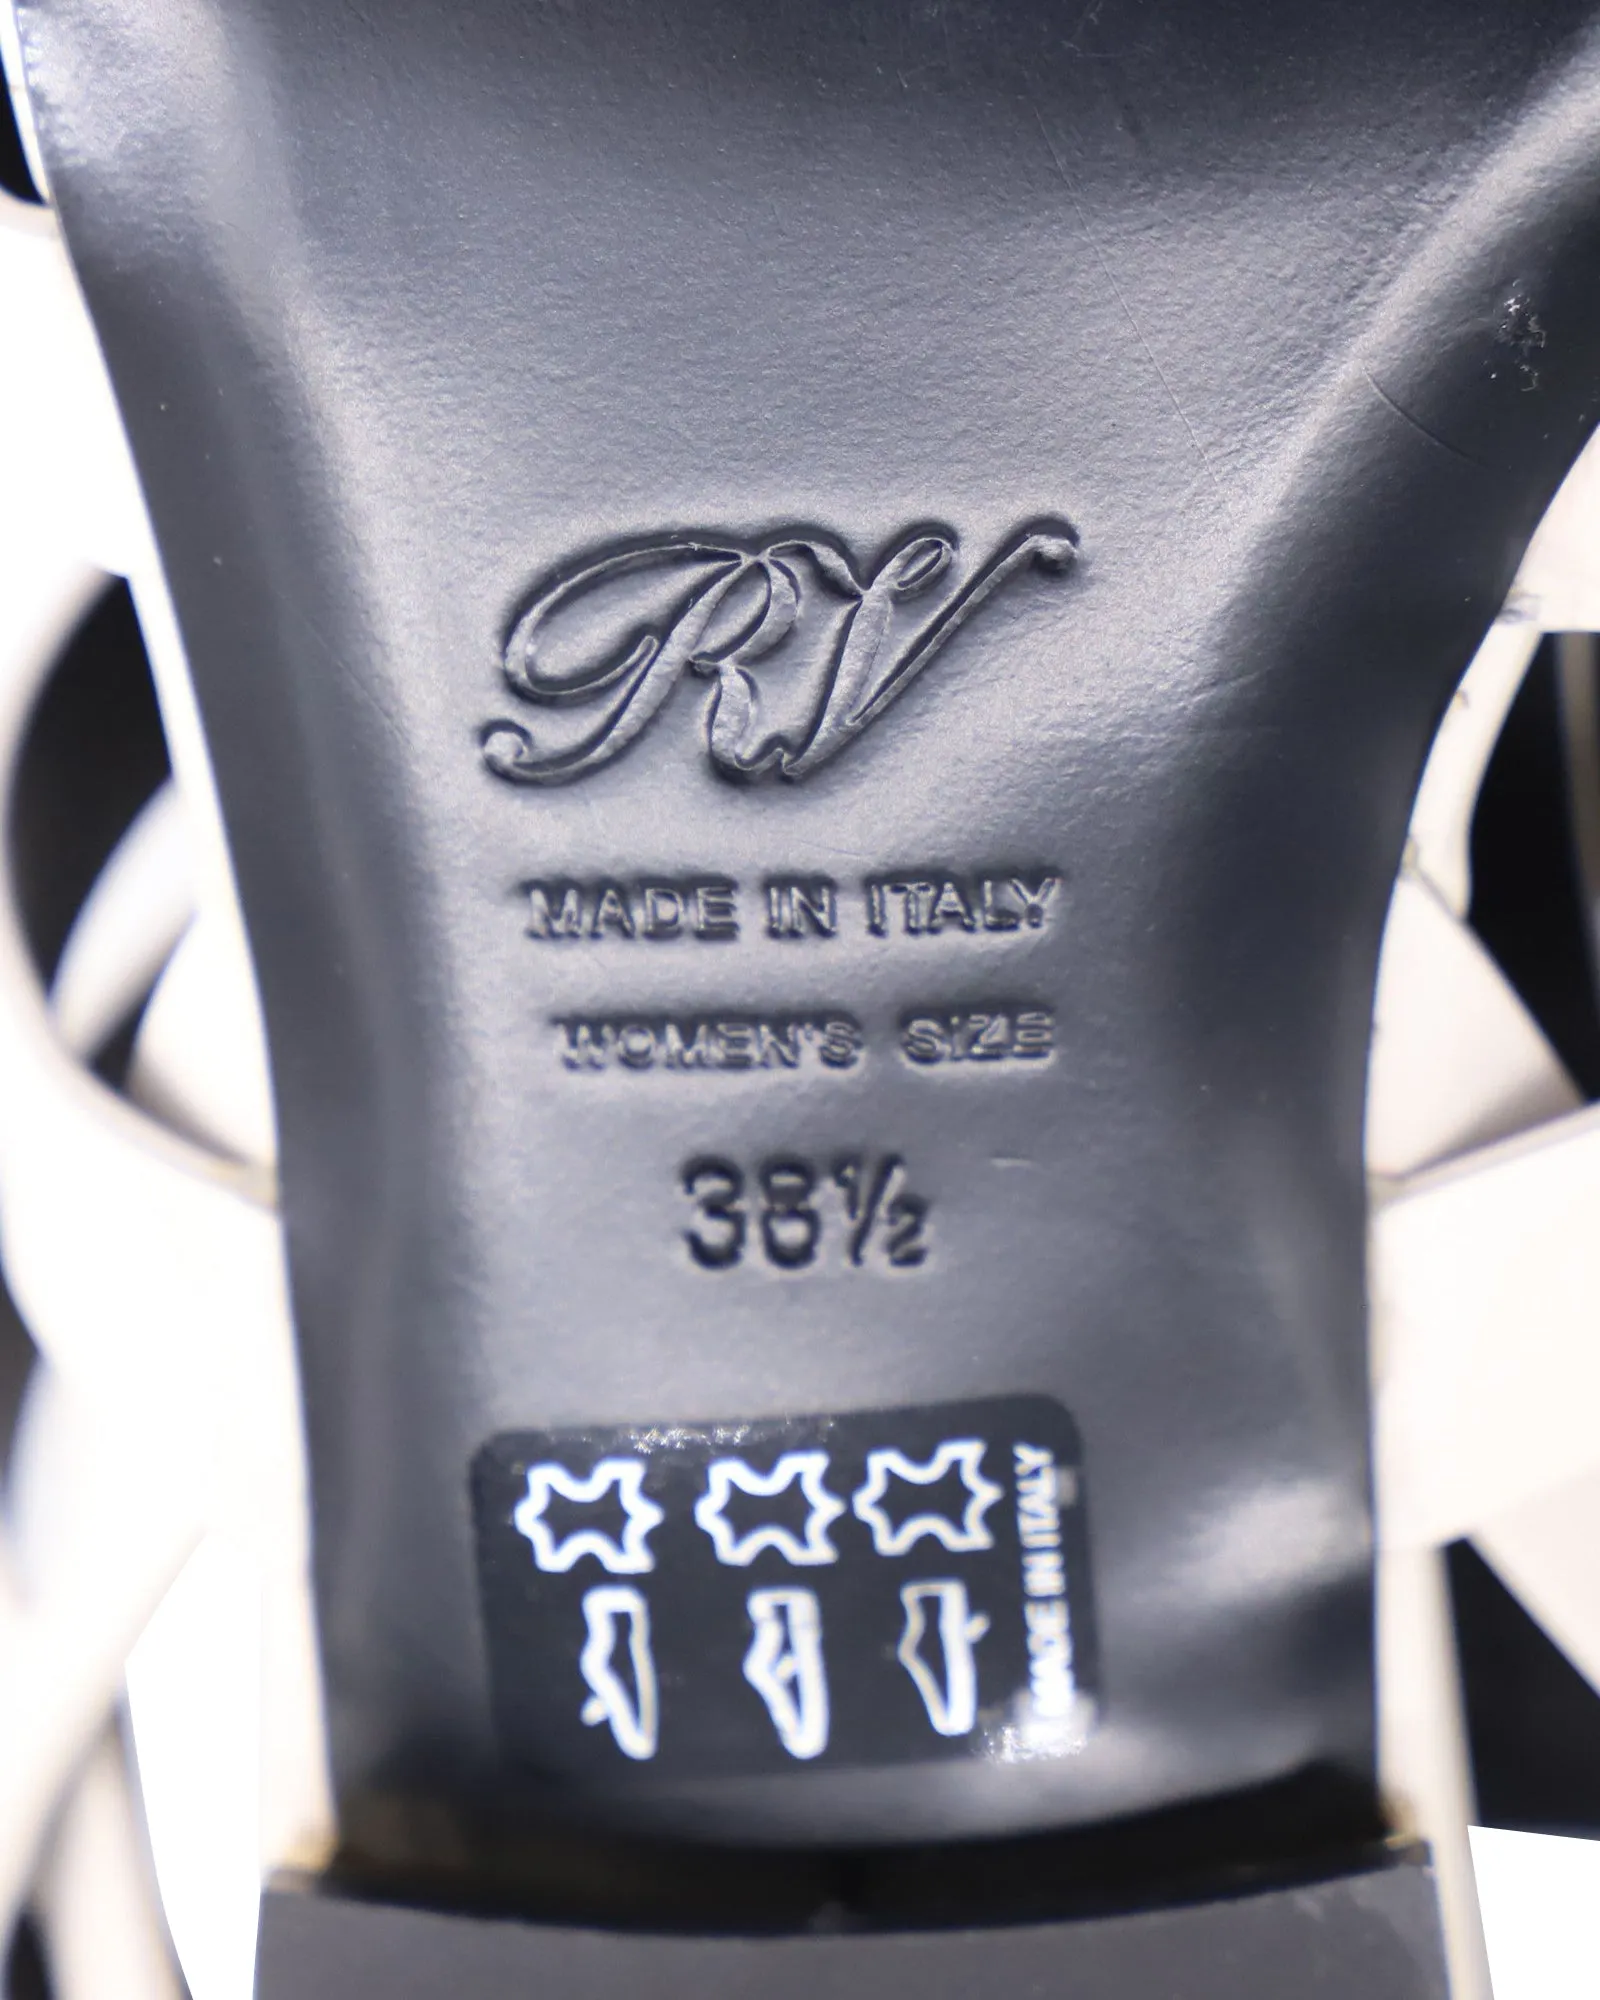 RV
MADE IN ITALY
WOMEN'S SIZE
38½
MADE IN ITALY